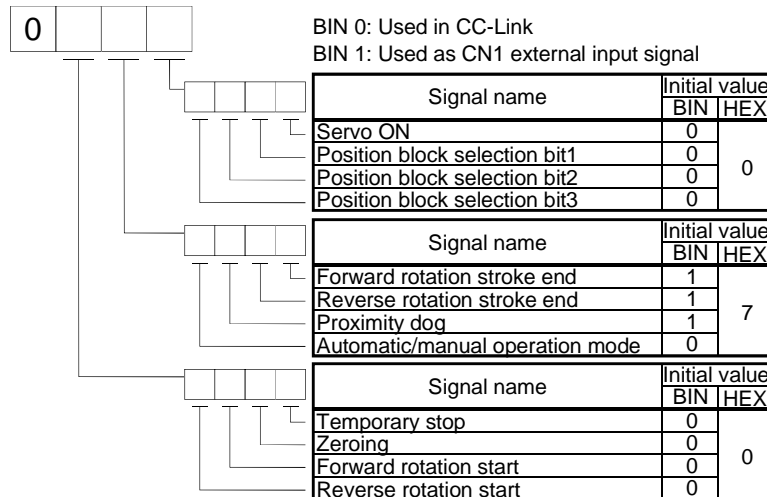 0
BIN 0: Used in CC-Link
BIN 1: Used as CN1 external input signal
Signal name Initial value
BIN HEX
Servo ON 0
Position block selection bit1 0
Position block selection bit2 0
Position block selection bit3 0
0
Signal name Initial value
BIN HEX
Forward rotation stroke end 1
Reverse rotation stroke end 1
Proximity dog 1
Automatic/manual operation mode 0
7
Signal name Initial value
BIN HEX
Temporary stop 0
Zeroing 0
Forward rotation start 0
Reverse rotation start 0
0